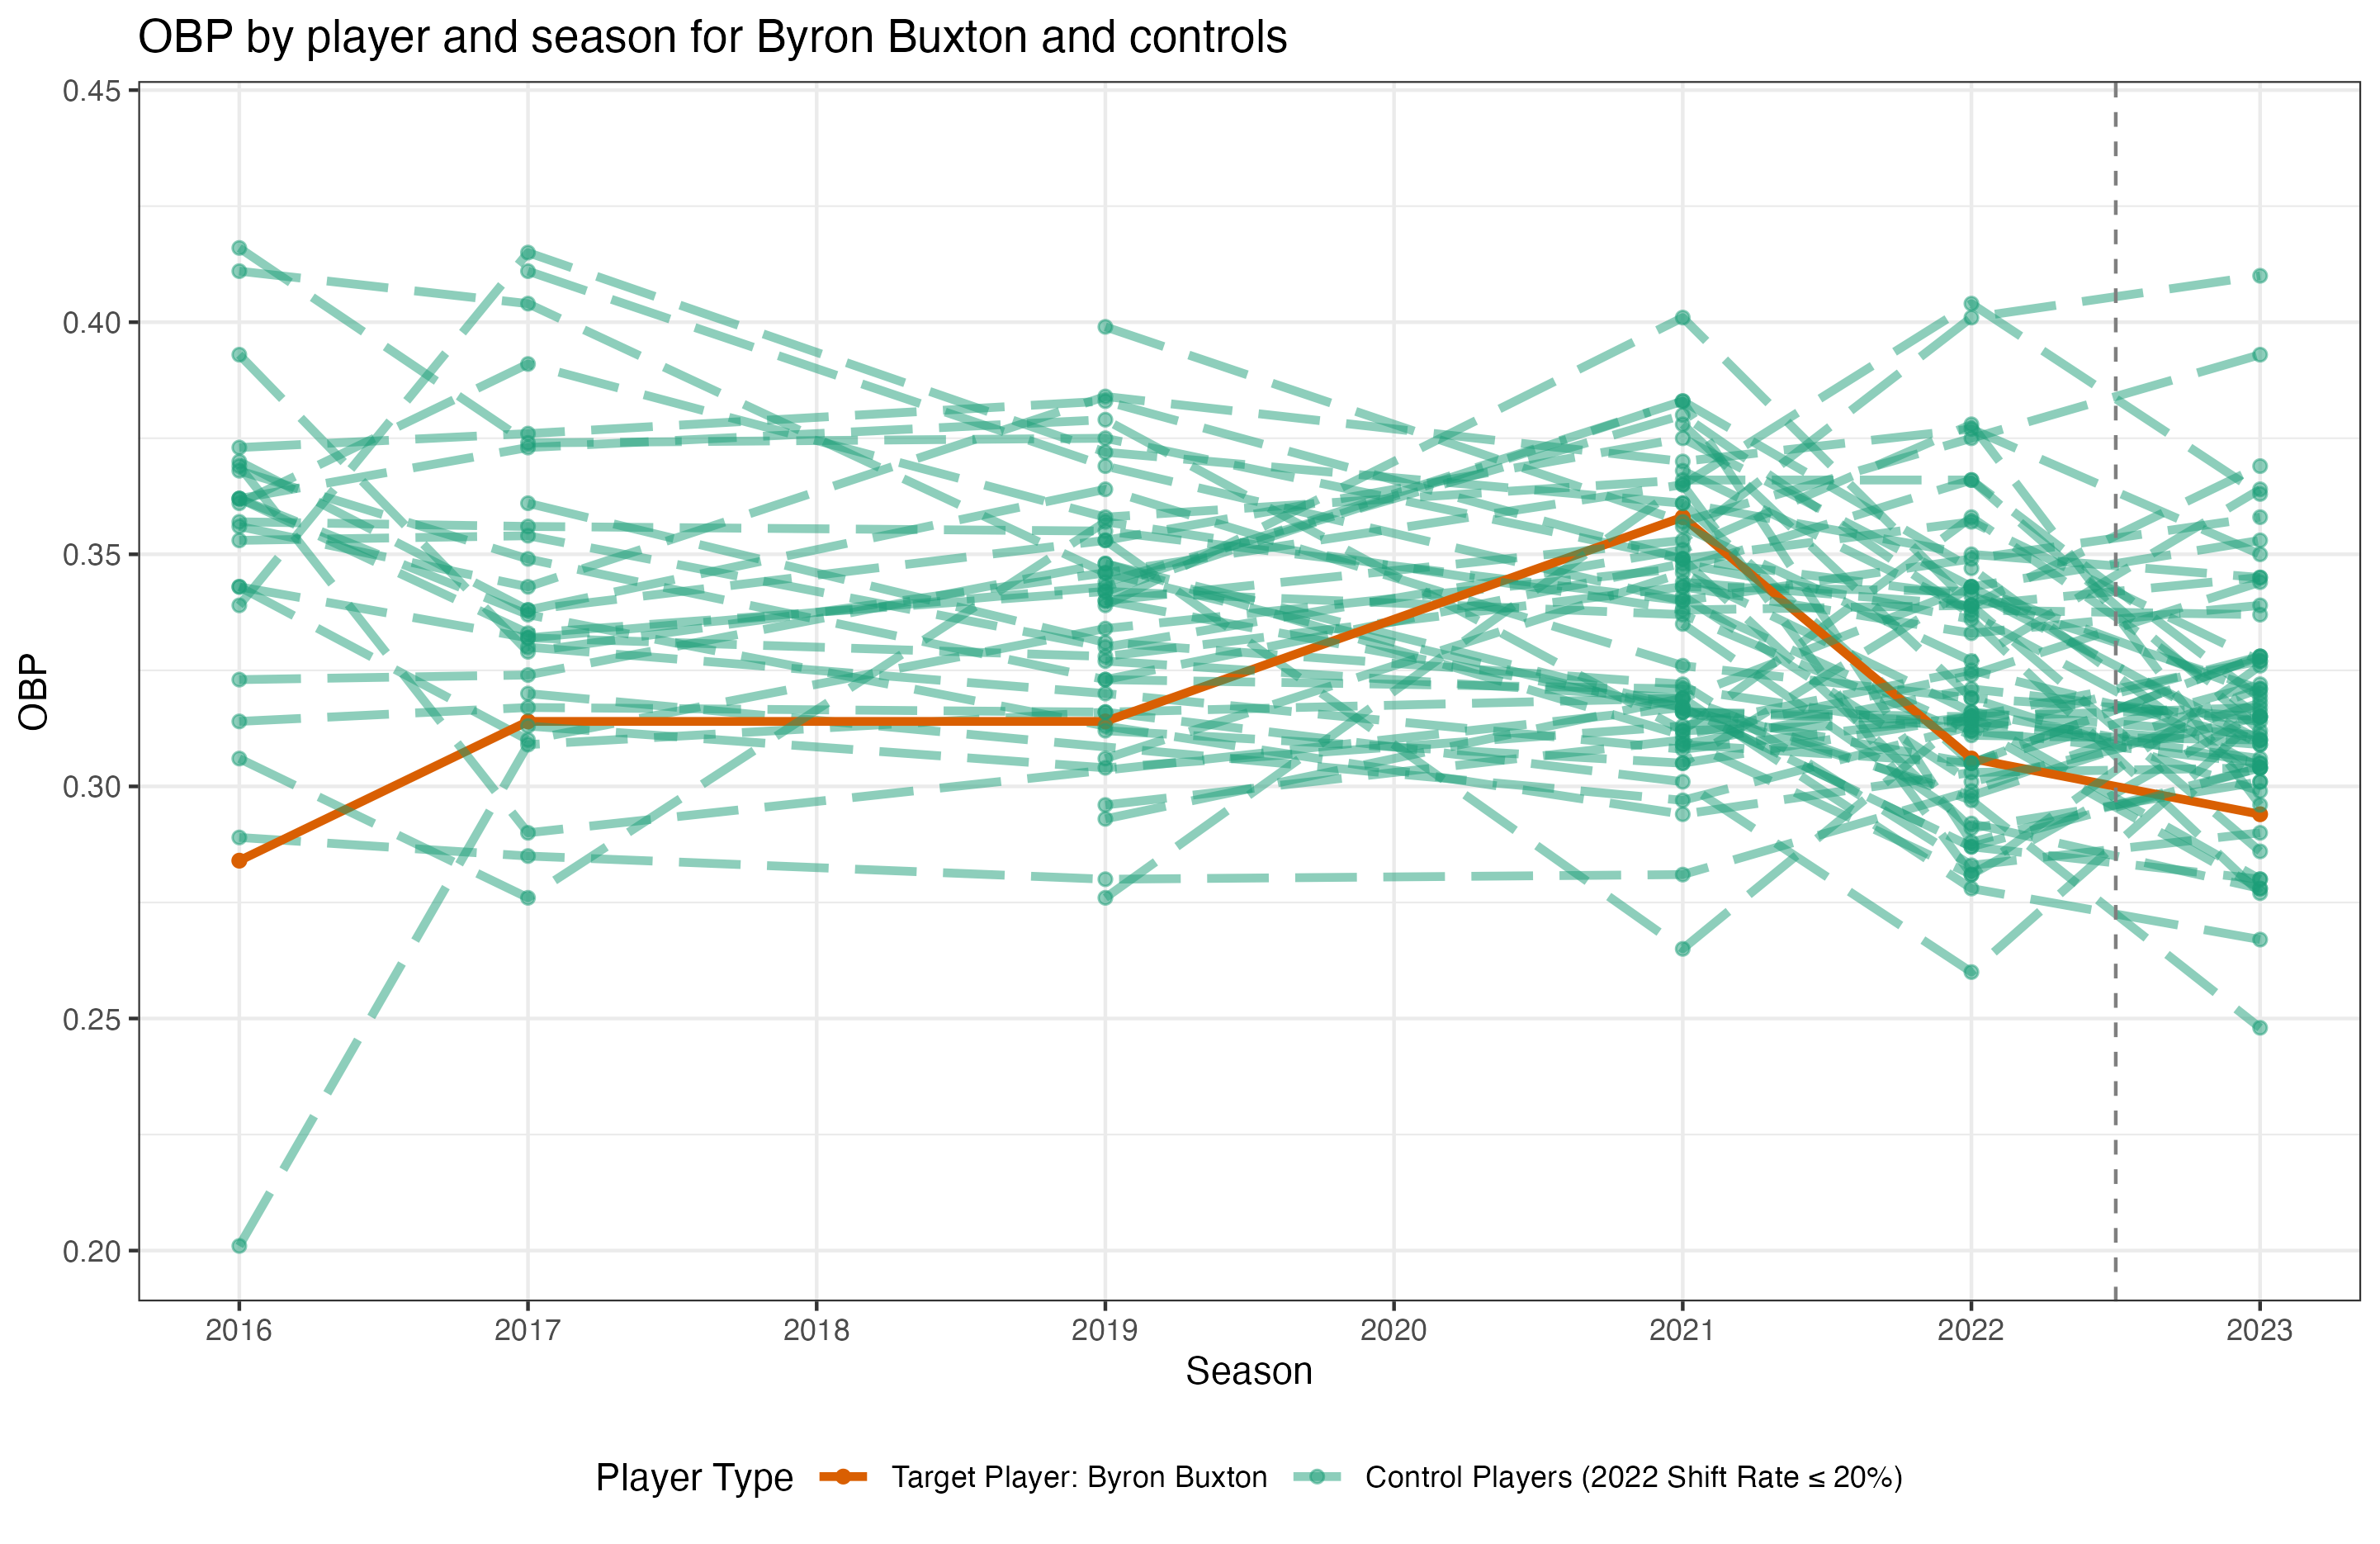 OBP by player and season for Byron Buxton and controls
0.45
0.40
0.35
0.30
0.25
0.20
OBP
2016 2017 2018 2019 2020 2021 2022 2023
Season
Player Type Target Player: Byron Buxton Control Players (2022 Shift Rate ≤ 20%)